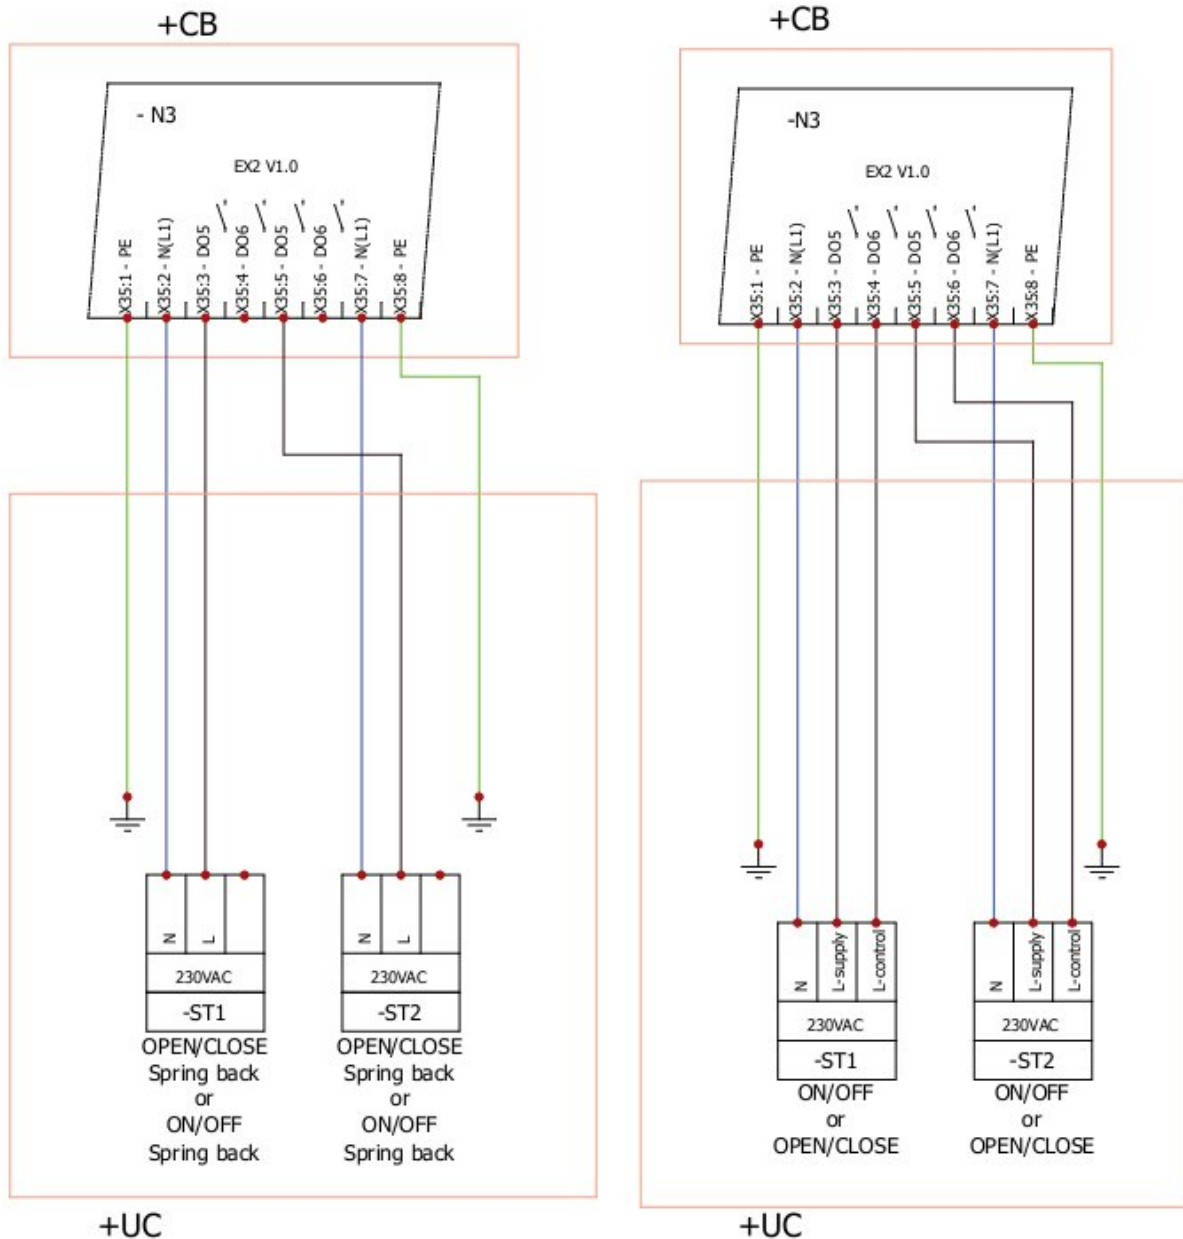 +CB
- N3
EX2 V1.0
X35:1 - PE
X35:2 - N(L1)
X35:3 - DO5
X35:4 - DO6
X35:5 - DO5
X35:6 - DO6
X35:7 - N(L1)
X35:8 - PE
N
L
230VAC
-ST1
OPEN/CLOSE
Spring back
or
ON/OFF
Spring back
N
L
230VAC
-ST2
OPEN/CLOSE
Spring back
or
ON/OFF
Spring back
+UC
+CB
-N3
EX2 V1.0
X35:1 - PE
X35:2 - N(L1)
X35:3 - DO5
X35:4 - DO6
X35:5 - DO5
X35:6 - DO6
X35:7 - N(L1)
X35:8 - PE
N
L-supply
L-control
230VAC
-ST1
ON/OFF
or
OPEN/CLOSE
N
L-supply
L-control
230VAC
-ST2
ON/OFF
or
OPEN/CLOSE
+UC